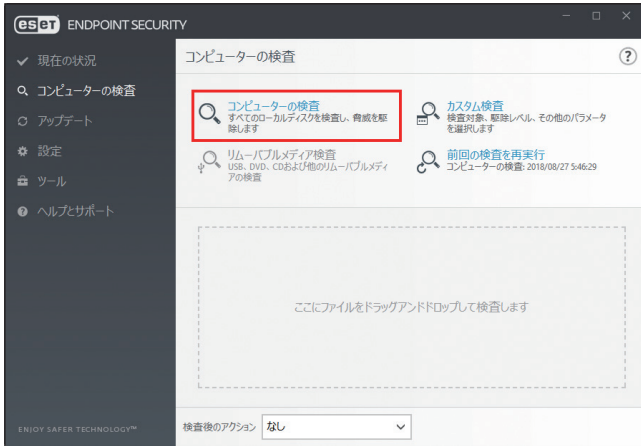 eset ENDPOINT SECURITY
現在の状況
コンピューターの検査
アップデート
設定
ツール
ヘルプとサポート
ENJOY SAFER TECHNOLOGY™
コンピューターの検査
?
コンピューターの検査
すべてのローカルディスクを検査し、脅威を駆
除します
カスタム検査
検査対象、駆除レベル、その他のパラメータ
を選択します
リムーバブルメディア検査
USB、DVD、CDおよび他のリムーバブルメディ
アの検査
前回の検査を再実行
コンピューターの検査: 2018/08/27 5:46:29
ここにファイルをドラッグアンドドロップして検査します
検査後のアクション なし